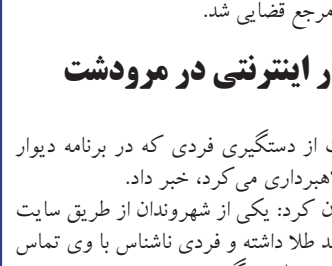 مرجع قضایی شد.
ر اینترنتی در مرودشت
از دستگیری فردی که در برنامه دیوار
می‌کرد، خبر داد.
کرد: یکی از شهروندان از طریق سایت
طلا داشته و فردی ناشناس با وی تماس